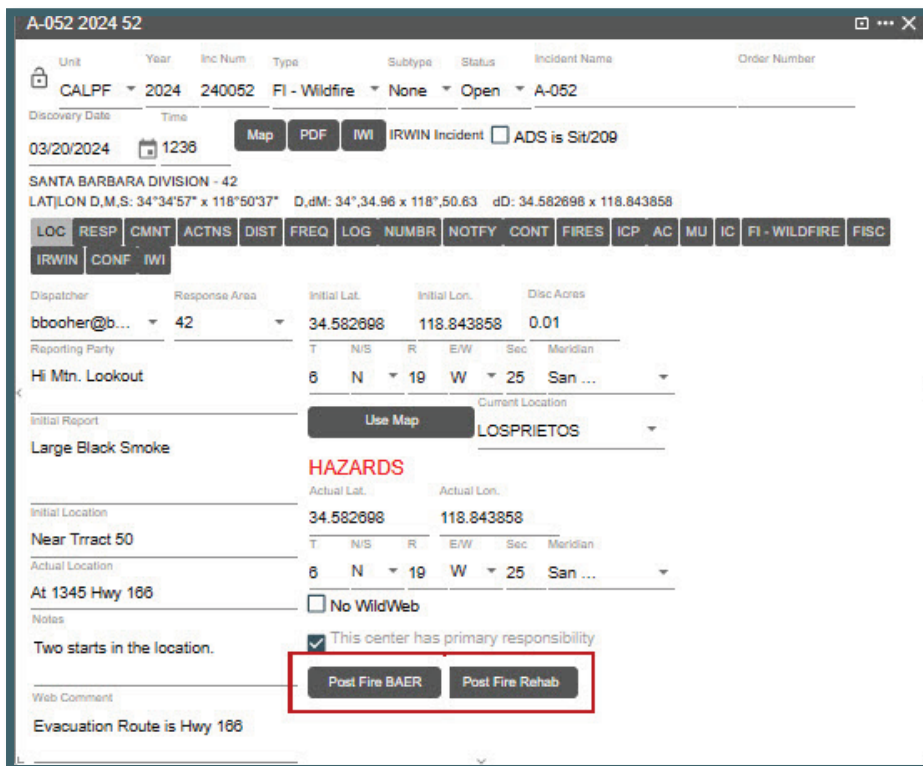 A-052 2024 52
Unit Year Inc Num Type Subtype Status Incident Name Order Number
CALPF 2024 240052 FI - Wildfire None Open A-052
Discovery Date Time
03/20/2024 1236 Map PDF IWI IRWIN Incident ADS is Sit/209
SANTA BARBARA DIVISION - 42
LAT|LON D,M,S: 34°34'57" x 118°50'37" D,dM: 34°,34.96 x 118°,50.63 dD: 34.582698 x 118.843858
LOC RESP CMNT ACTNS DIST FREQ LOG NUMBR NOTFY CONT FIRES ICP AC MU IC FI - WILDFIRE FISC
IRWIN CONF IWI
Dispatcher Response Area Initial Lat. Initial Lon. Disc Acres
bbooher@b... 42 34.582698 118.843858 0.01
Reporting Party T N/S R E/W Sec Meridian
Hi Mtn. Lookout 6 N 19 W 25 San ...
Current Location
Initial Report Use Map LOSPRIETOS
Large Black Smoke
HAZARDS
Actual Lat. Actual Lon.
Initial Location 34.582698 118.843858
Near Trract 50 T N/S R E/W Sec Meridian
Actual Location 6 N 19 W 25 San ...
At 1345 Hwy 166 No WildWeb
Notes
Two starts in the location. This center has primary responsibility
Post Fire BAER Post Fire Rehab
Web Comment
Evacuation Route is Hwy 166